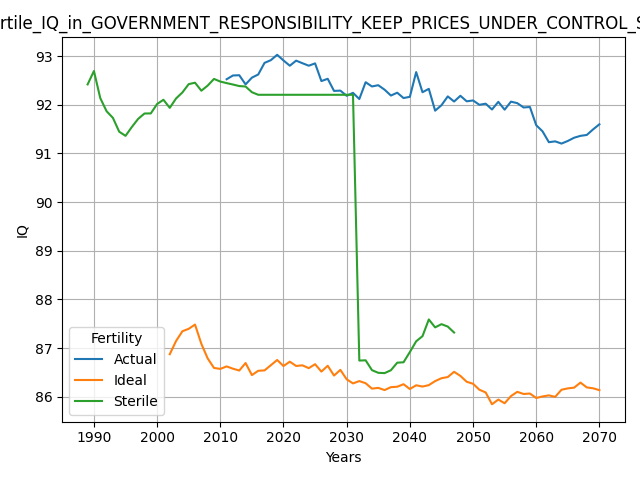 rtile_IQ_in_GOVERNMENT_RESPONSIBILITY_KEEP_PRICES_UNDER_CONTROL_S
93
92
91
90
89
88
87
86
IQ
Fertility
Actual
Ideal
Sterile
1990 2000 2010 2020 2030 2040 2050 2060 2070
Years